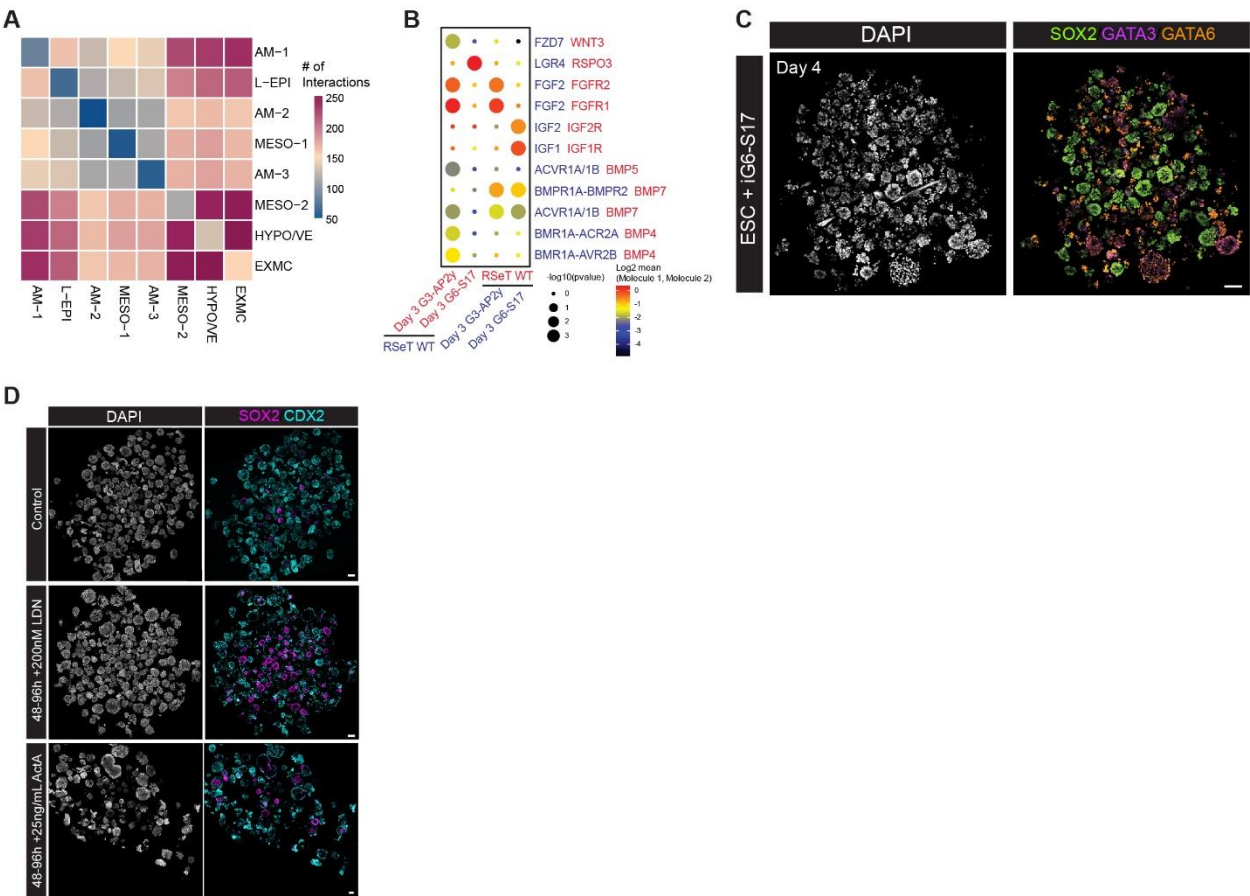 A
AM-1
L-EPI
AM-2
MESO-1
AM-3
MESO-2
HYPO/VE
EXMC
AM-1
L-EPI
AM-2
MESO-1
AM-3
MESO-2
HYPO/VE
EXMC
# of
Interactions
250
200
150
100
50
B
FZD7 WNT3
LGR4 RSPO3
FGF2 FGFR2
FGF2 FGFR1
IGF2 IGF2R
IGF1 IGF1R
ACVR1A/1B BMP5
BMPR1A-BMPR2 BMP7
ACVR1A/1B BMP7
BMR1A-ACR2A BMP4
BMR1A-AVR2B BMP4
Day 3 G3-AP2y
Day 3 G6-S17
RSeT WT
RSeT WT
Day 3 G3-AP2y
Day 3 G6-S17
-log10(pvalue)
0
1
2
3
Log2 mean
(Molecule 1, Molecule 2)
0
-1
-2
-3
-4
C
DAPI
SOX2 GATA3 GATA6
ESC + iG6-S17
Day 4
D
DAPI
SOX2 CDX2
Control
48-96h +200nM LDN
48-96h +25ng/mL ActA